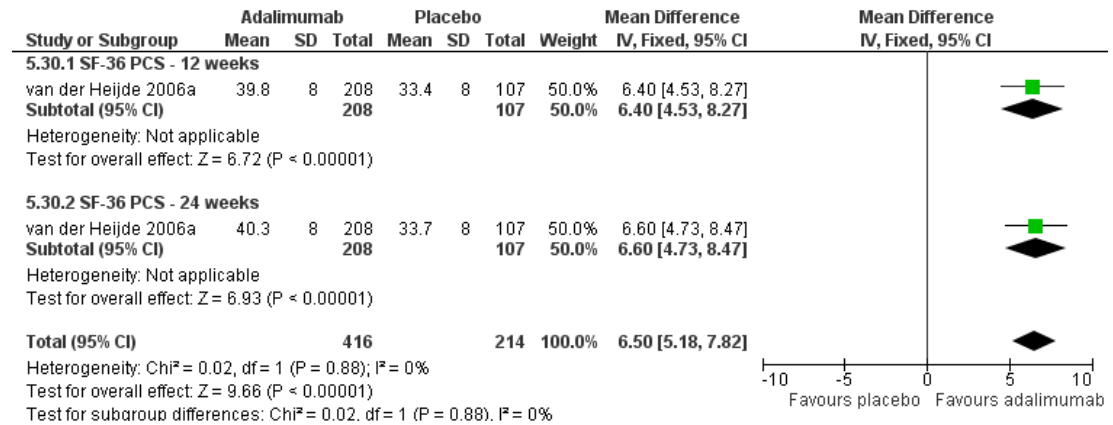 Adalimumab Placebo Mean Difference Mean Difference
Study or Subgroup Mean SD Total Mean SD Total Weight IV, Fixed, 95% CI IV, Fixed, 95% CI
5.30.1 SF-36 PCS - 12 weeks
van der Heijde 2006a 39.8 8 208 33.4 8 107 50.0% 6.40 [4.53, 8.27]
Subtotal (95% CI) 208 107 50.0% 6.40 [4.53, 8.27]
Heterogeneity: Not applicable
Test for overall effect: Z = 6.72 (P < 0.00001)
5.30.2 SF-36 PCS - 24 weeks
van der Heijde 2006a 40.3 8 208 33.7 8 107 50.0% 6.60 [4.73, 8.47]
Subtotal (95% CI) 208 107 50.0% 6.60 [4.73, 8.47]
Heterogeneity: Not applicable
Test for overall effect: Z = 6.93 (P < 0.00001)
Total (95% CI) 416 214 100.0% 6.50 [5.18, 7.82]
Heterogeneity: Chi² = 0.02, df = 1 (P = 0.88); I² = 0%
Test for overall effect: Z = 9.66 (P < 0.00001)
Test for subgroup differences: Chi² = 0.02, df = 1 (P = 0.88), I² = 0%
-10 -5 0 5 10
Favours placebo Favours adalimumab